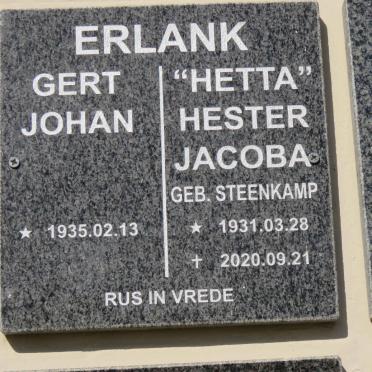 ERLANK
GERT
JOHAN
★ 1935.02.13
"HETTA"
HESTER
JACOBA
GEB. STEENKAMP
★ 1931.03.28
✝ 2020.09.21
RUS IN VREDE